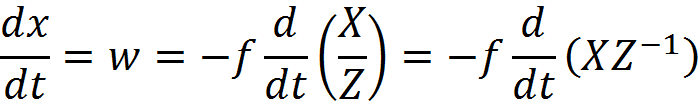 dx/dt = w = −f d/dt (X/Z) = −f d/dt (XZ⁻¹)